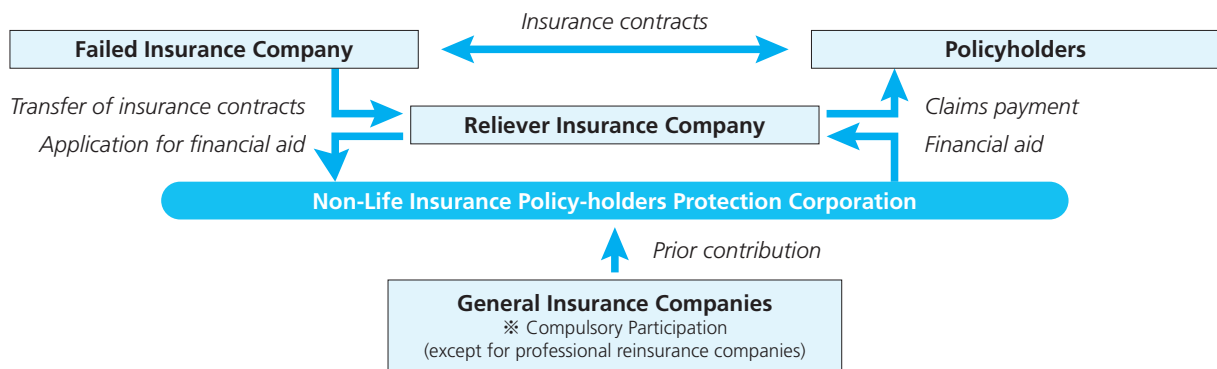 Insurance contracts
Failed Insurance Company
Policyholders
Transfer of insurance contracts
Claims payment
Reliever Insurance Company
Application for financial aid
Financial aid
Non-Life Insurance Policy-holders Protection Corporation
Prior contribution
General Insurance Companies
※ Compulsory Participation
(except for professional reinsurance companies)